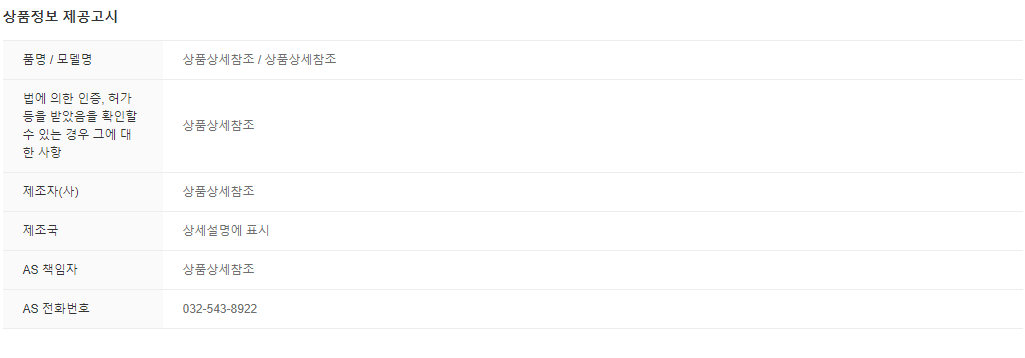 상품정보 제공고시
품명 / 모델명
상품상세참조 / 상품상세참조
법에 의한 인증, 허가
등을 받았음을 확인할
수 있는 경우 그에 대
한 사항
상품상세참조
제조자(사)
상품상세참조
제조국
상세설명에 표시
AS 책임자
상품상세참조
AS 전화번호
032-543-8922